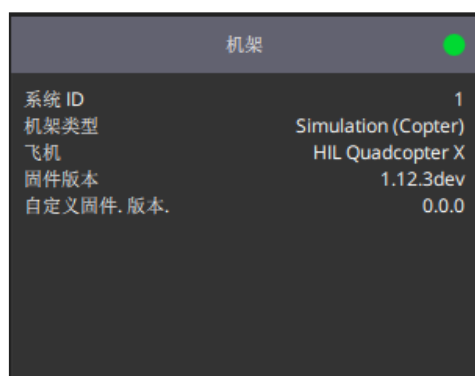 机架
系统 ID 1
机架类型 Simulation (Copter)
飞机 HIL Quadcopter X
固件版本 1.12.3dev
自定义固件. 版本. 0.0.0